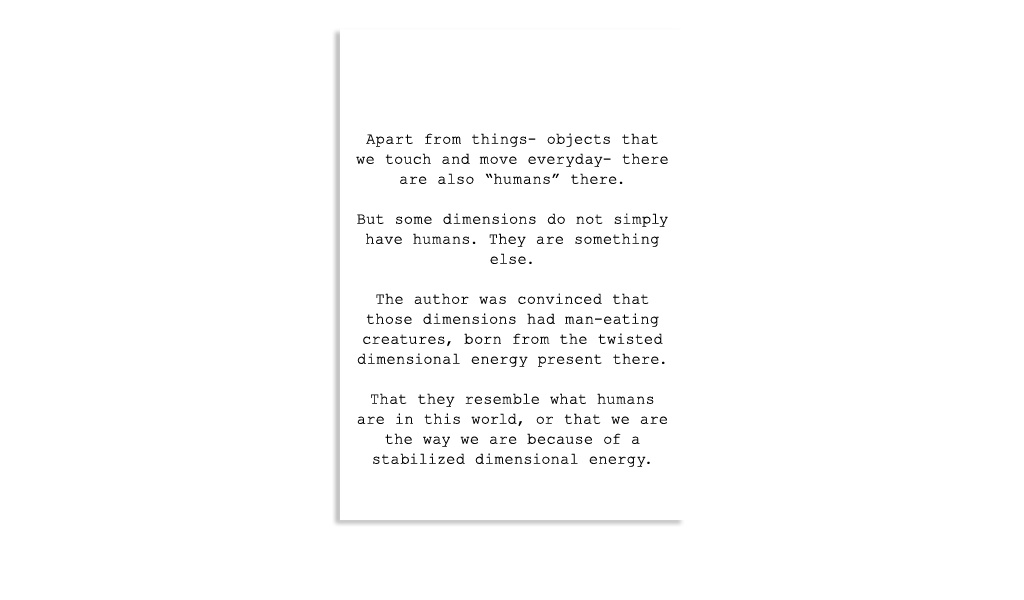 Apart from things- objects that
we touch and move everyday- there
are also “humans” there.
But some dimensions do not simply
have humans. They are something
else.
The author was convinced that
those dimensions had man-eating
creatures, born from the twisted
dimensional energy present there.
That they resemble what humans
are in this world, or that we are
the way we are because of a
stabilized dimensional energy.